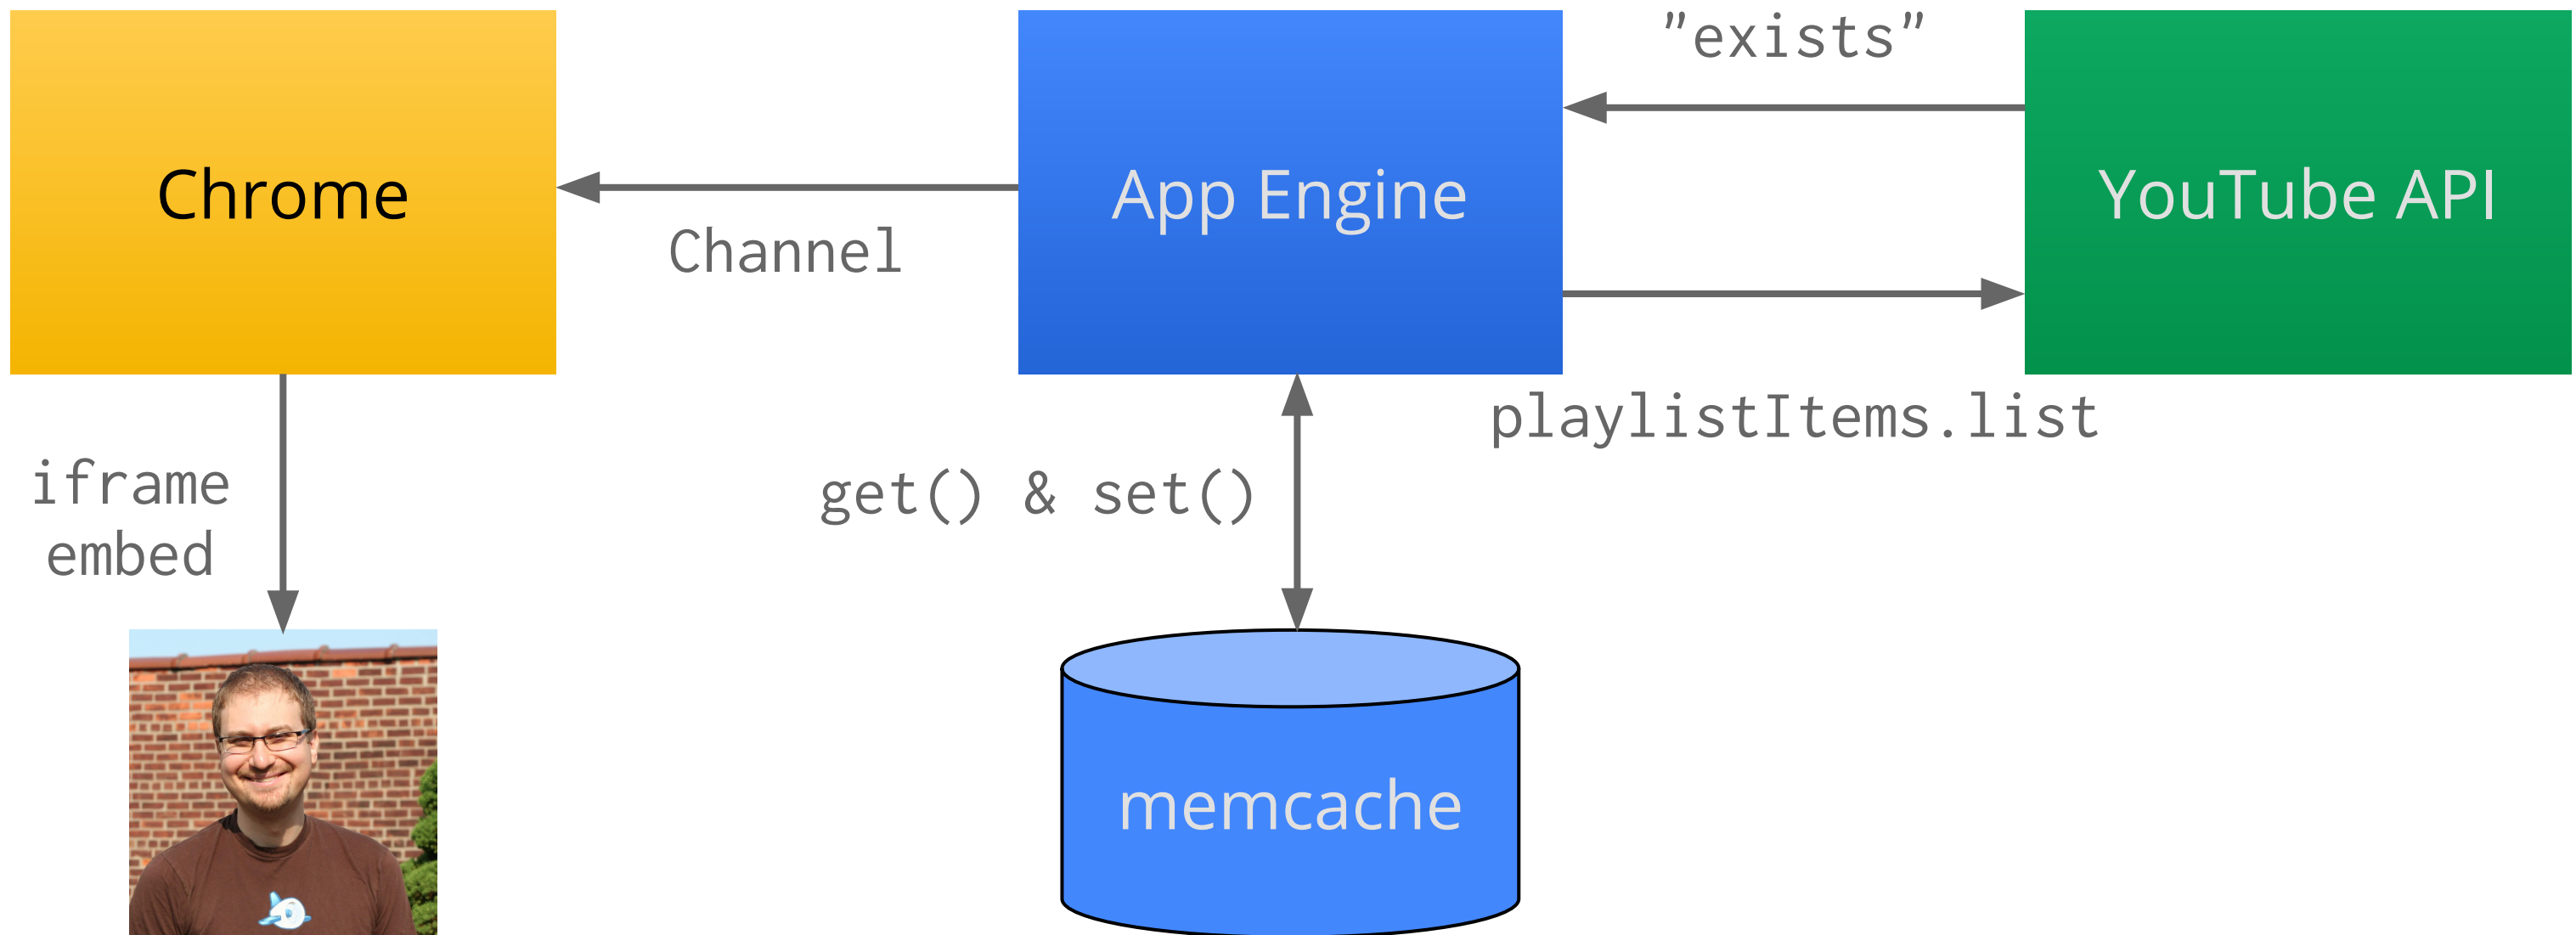 "exists"
Chrome
App Engine
YouTube API
Channel
playlistItems.list
get() & set()
iframe
embed
memcache